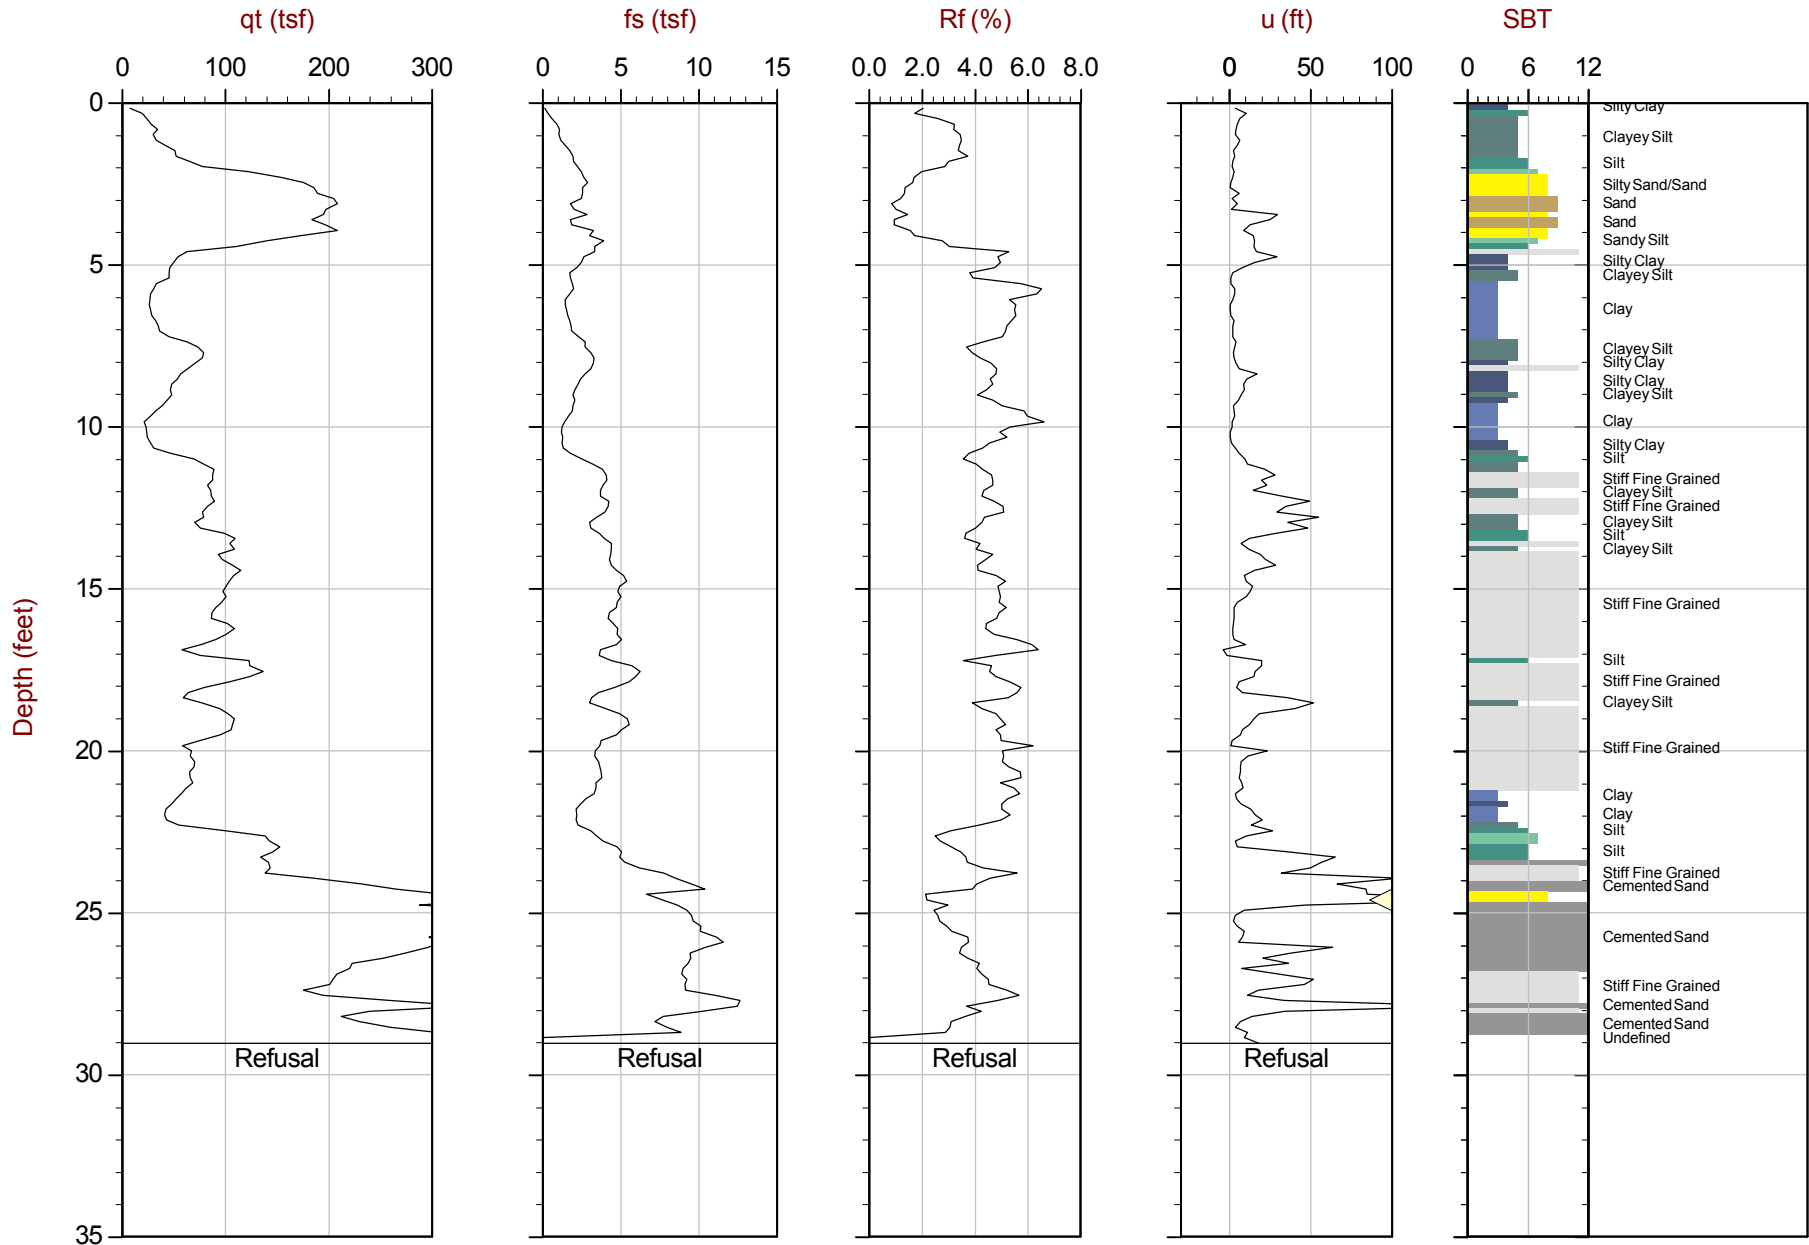 qt (tsf) fs (tsf) Rf (%) u (ft) SBT
0 100 200 300 0 5 10 15 0.0 2.0 4.0 6.0 8.0 0 50 100 0 6 12
0
5
10
15
20
25
30
35
Depth (feet)
Refusal Refusal Refusal Refusal
Silty Clay
Clayey Silt
Silt
Silty Sand/Sand
Sand
Sand
Sandy Silt
Silty Clay
Clayey Silt
Clay
Clayey Silt
Silty Clay
Silty Clay
Clayey Silt
Clay
Silty Clay
Silt
Stiff Fine Grained
Clayey Silt
Stiff Fine Grained
Clayey Silt
Silt
Clayey Silt
Stiff Fine Grained
Silt
Stiff Fine Grained
Clayey Silt
Stiff Fine Grained
Clay
Clay
Silt
Silt
Stiff Fine Grained
Cemented Sand
Cemented Sand
Stiff Fine Grained
Cemented Sand
Cemented Sand
Undefined